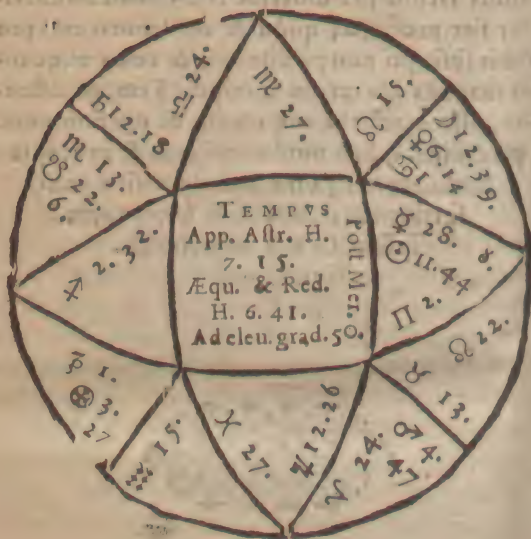 TEMPVS
App. Aſtr. H.
7. 15.
Æqu. & Red.
H. 6. 41.
Ad eleu. grad. 50.
Poſt Mer.
♍ 27.
♎ 24.
♄ 12. 18
♏ 13.
☋ 22.
6.
♐ 2. 32.
♑ 1.
⊗ 3.
27
♒ 15.
♓ 27.
♃ 12. 26
♈ 24.
♂ 4.
47
♉ 13.
☊ 22.
♊ 2.
☉ 11. 44
☿ 28. ♉.
♋ 1
♀ 6. 14
☽ 12. 39.
♌ 15.